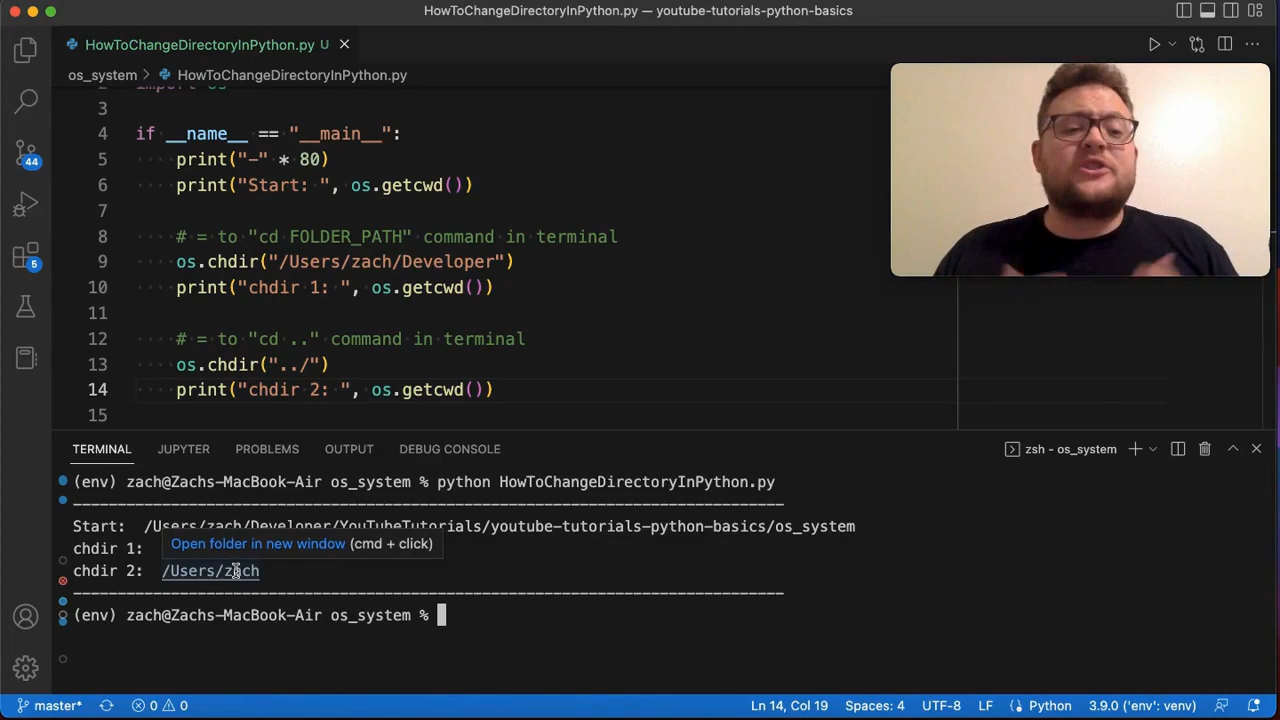 HowToChangeDirectoryInPython.py — youtube-tutorials-python-basics
HowToChangeDirectoryInPython.py U
os_system > HowToChangeDirectoryInPython.py
2 import os
3
4 if __name__ == "__main__":
5 print("-" * 80)
6 print("Start: ", os.getcwd())
7
8 # = to "cd FOLDER_PATH" command in terminal
9 os.chdir("/Users/zach/Developer")
10 print("chdir 1: ", os.getcwd())
11
12 # = to "cd .." command in terminal
13 os.chdir("../")
14 print("chdir 2: ", os.getcwd())
15
44
5
TERMINAL JUPYTER PROBLEMS OUTPUT DEBUG CONSOLE zsh - os_system
(env) zach@Zachs-MacBook-Air os_system % python HowToChangeDirectoryInPython.py
--------------------------------------------------------------------------------
Start: /Users/zach/Developer/YouTubeTutorials/youtube-tutorials-python-basics/os_system
Open folder in new window (cmd + click)
chdir 1:
chdir 2: /Users/zach
--------------------------------------------------------------------------------
(env) zach@Zachs-MacBook-Air os_system %
master* 0 0 Ln 14, Col 19 Spaces: 4 UTF-8 LF Python 3.9.0 ('env': venv)